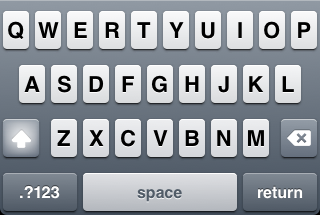 Q W E R T Y U I O P
A S D F G H J K L
Z X C V B N M
.?123 space return